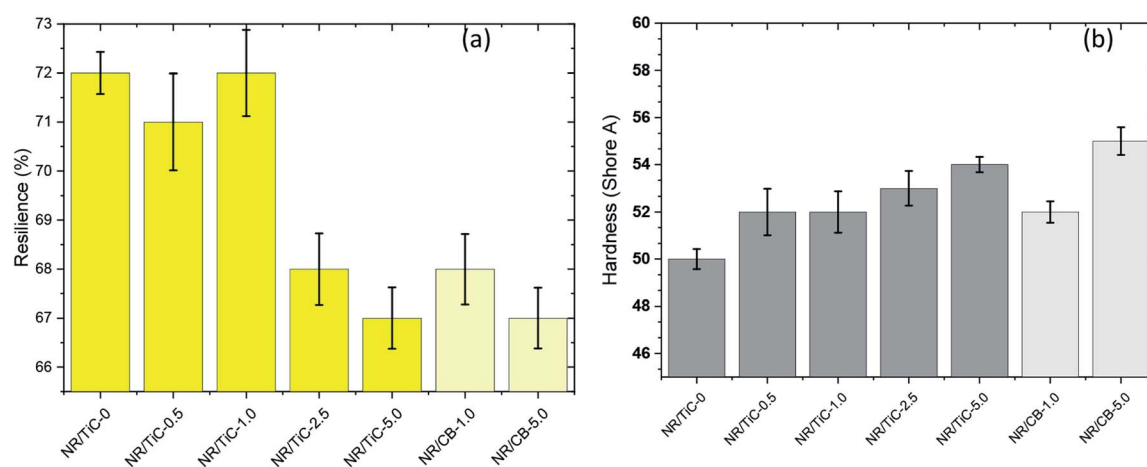 (a)
Resilience (%)
73
72
71
70
69
68
67
66
NR/TiC-0
NR/TiC-0.5
NR/TiC-1.0
NR/TiC-2.5
NR/TiC-5.0
NR/CB-1.0
NR/CB-5.0
(b)
Hardness (Shore A)
60
58
56
54
52
50
48
46
NR/TiC-0
NR/TiC-0.5
NR/TiC-1.0
NR/TiC-2.5
NR/TiC-5.0
NR/CB-1.0
NR/CB-5.0